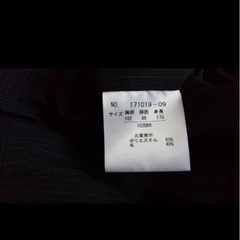 NO. 171019-09
サイズ 胸囲 胴囲 身長
102 96 175
102B96
品質表示
ポリエステル 60%
毛 40%